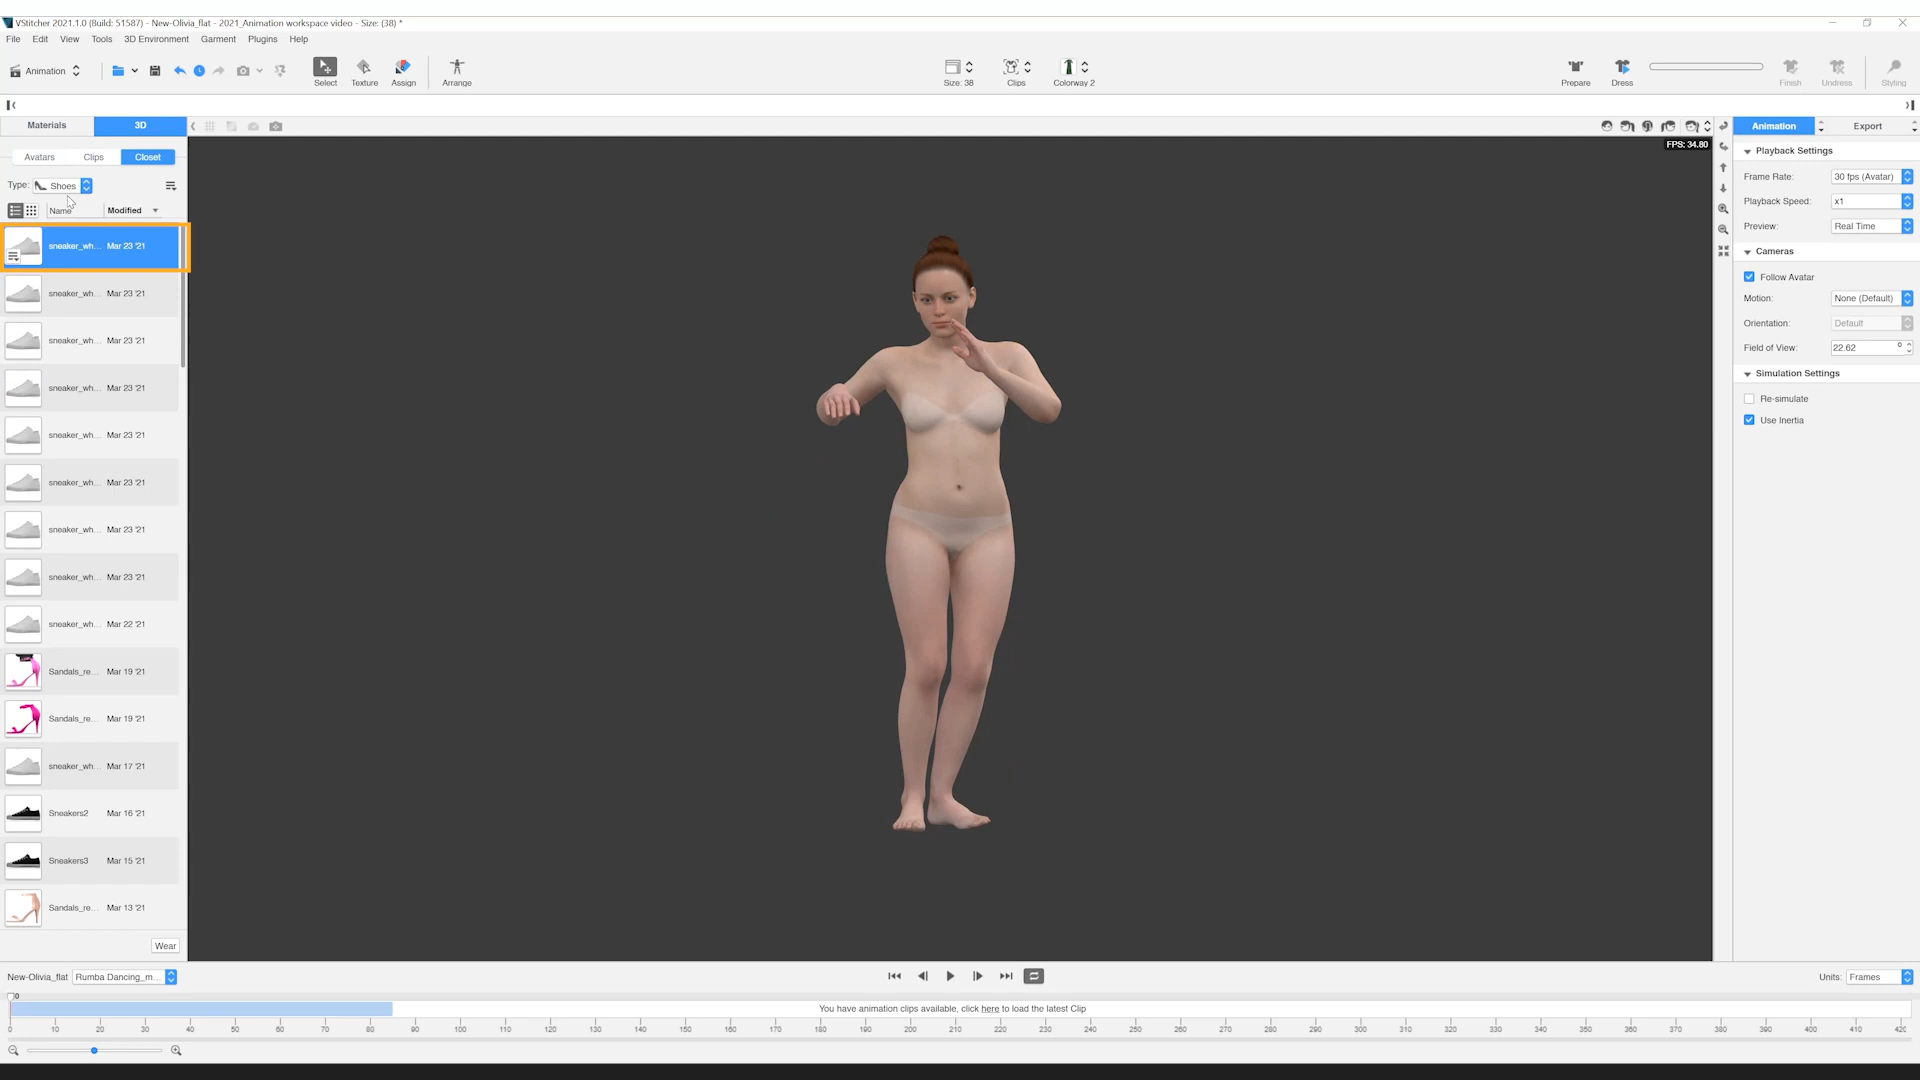 VStitcher 2021.1.0 (Build: 51587) - New-Olivia_flat - 2021_Animation workspace video - Size: (38) *
File Edit View Tools 3D Environment Garment Plugins Help
Animation
Select Texture Assign Arrange Size: 38 Clips Colorway 2 Prepare Dress Finish Undress Styling
Materials 3D
Avatars Clips Closet
Type: Shoes
Name Modified
sneaker_wh... Mar 23 '21
sneaker_wh... Mar 23 '21
sneaker_wh... Mar 23 '21
sneaker_wh... Mar 23 '21
sneaker_wh... Mar 23 '21
sneaker_wh... Mar 23 '21
sneaker_wh... Mar 23 '21
sneaker_wh... Mar 23 '21
sneaker_wh... Mar 22 '21
Sandals_re... Mar 19 '21
Sandals_re... Mar 19 '21
sneaker_wh... Mar 17 '21
Sneakers2 Mar 16 '21
Sneakers3 Mar 15 '21
Sandals_re... Mar 13 '21
Wear
FPS: 34.80
Animation Export
Playback Settings
Frame Rate: 30 fps (Avatar)
Playback Speed: x1
Preview: Real Time
Cameras
Follow Avatar
Motion: None (Default)
Orientation: Default
Field of View: 22.62 °
Simulation Settings
Re-simulate
Use Inertia
New-Olivia_flat Rumba Dancing_m... Units: Frames
0
You have animation clips available, click here to load the latest Clip
0 10 20 30 40 50 60 70 80 90 100 110 120 130 140 150 160 170 180 190 200 210 220 230 240 250 260 270 280 290 300 310 320 330 340 350 360 370 380 390 400 410 420